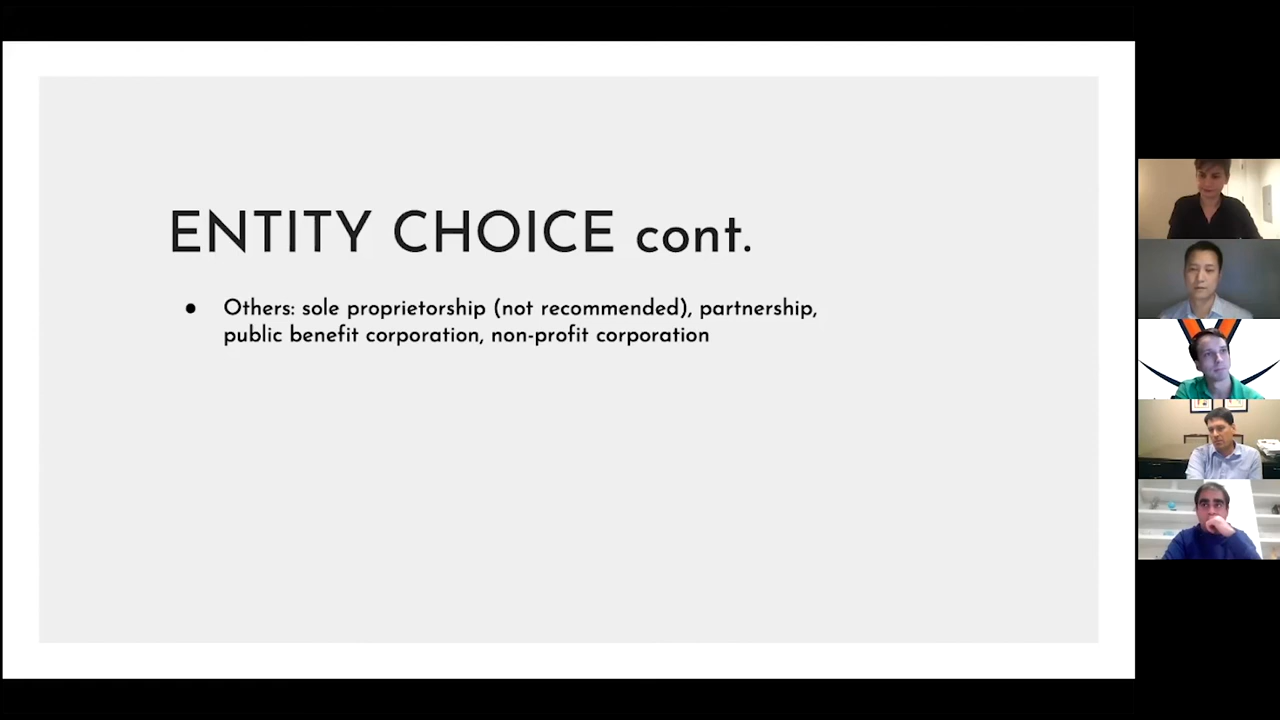 ENTITY CHOICE cont.
● Others: sole proprietorship (not recommended), partnership,
public benefit corporation, non-profit corporation